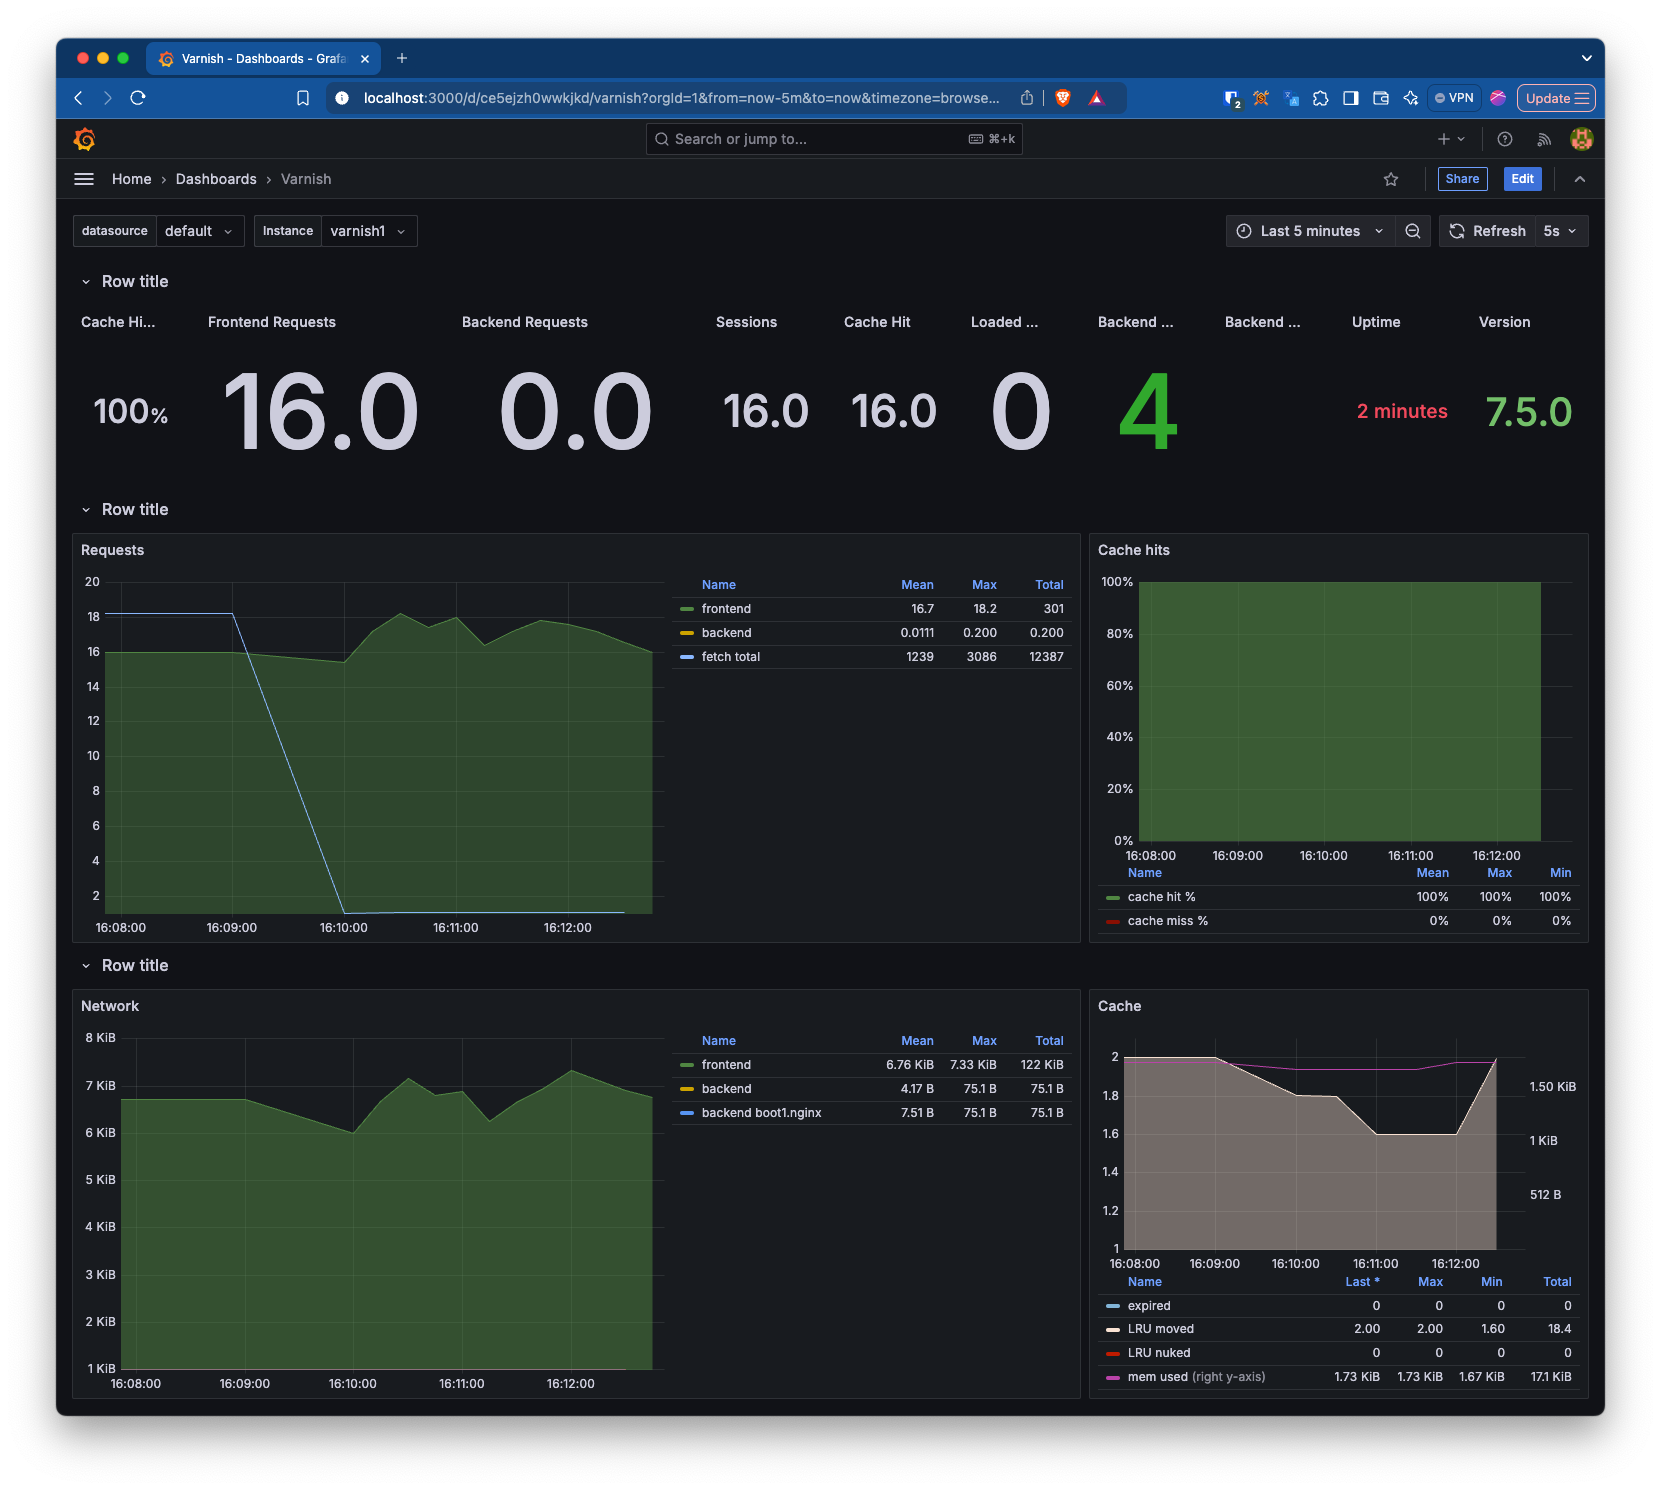 Varnish - Dashboards - Grafa
localhost:3000/d/ce5ejzh0wwkjkd/varnish?orgId=1&from=now-5m&to=now&timezone=browse...
2
VPN
Update
Search or jump to...
⌘+k
Home › Dashboards › Varnish
Share
Edit
datasource default
Instance varnish1
Last 5 minutes
Refresh 5s
Row title
Cache Hi... Frontend Requests Backend Requests Sessions Cache Hit Loaded ... Backend ... Backend ... Uptime Version
100% 16.0 0.0 16.0 16.0 0 4 2 minutes 7.5.0
Row title
Requests
20
18
16
14
12
10
8
6
4
2
16:08:00 16:09:00 16:10:00 16:11:00 16:12:00
Name Mean Max Total
frontend 16.7 18.2 301
backend 0.0111 0.200 0.200
fetch total 1239 3086 12387
Cache hits
100%
80%
60%
40%
20%
0%
16:08:00 16:09:00 16:10:00 16:11:00 16:12:00
Name Mean Max Min
cache hit % 100% 100% 100%
cache miss % 0% 0% 0%
Row title
Network
8 KiB
7 KiB
6 KiB
5 KiB
4 KiB
3 KiB
2 KiB
1 KiB
16:08:00 16:09:00 16:10:00 16:11:00 16:12:00
Name Mean Max Total
frontend 6.76 KiB 7.33 KiB 122 KiB
backend 4.17 B 75.1 B 75.1 B
backend boot1.nginx 7.51 B 75.1 B 75.1 B
Cache
2
1.8
1.6
1.4
1.2
1
1.50 KiB
1 KiB
512 B
16:08:00 16:09:00 16:10:00 16:11:00 16:12:00
Name Last * Max Min Total
expired 0 0 0 0
LRU moved 2.00 2.00 1.60 18.4
LRU nuked 0 0 0 0
mem used (right y-axis) 1.73 KiB 1.73 KiB 1.67 KiB 17.1 KiB